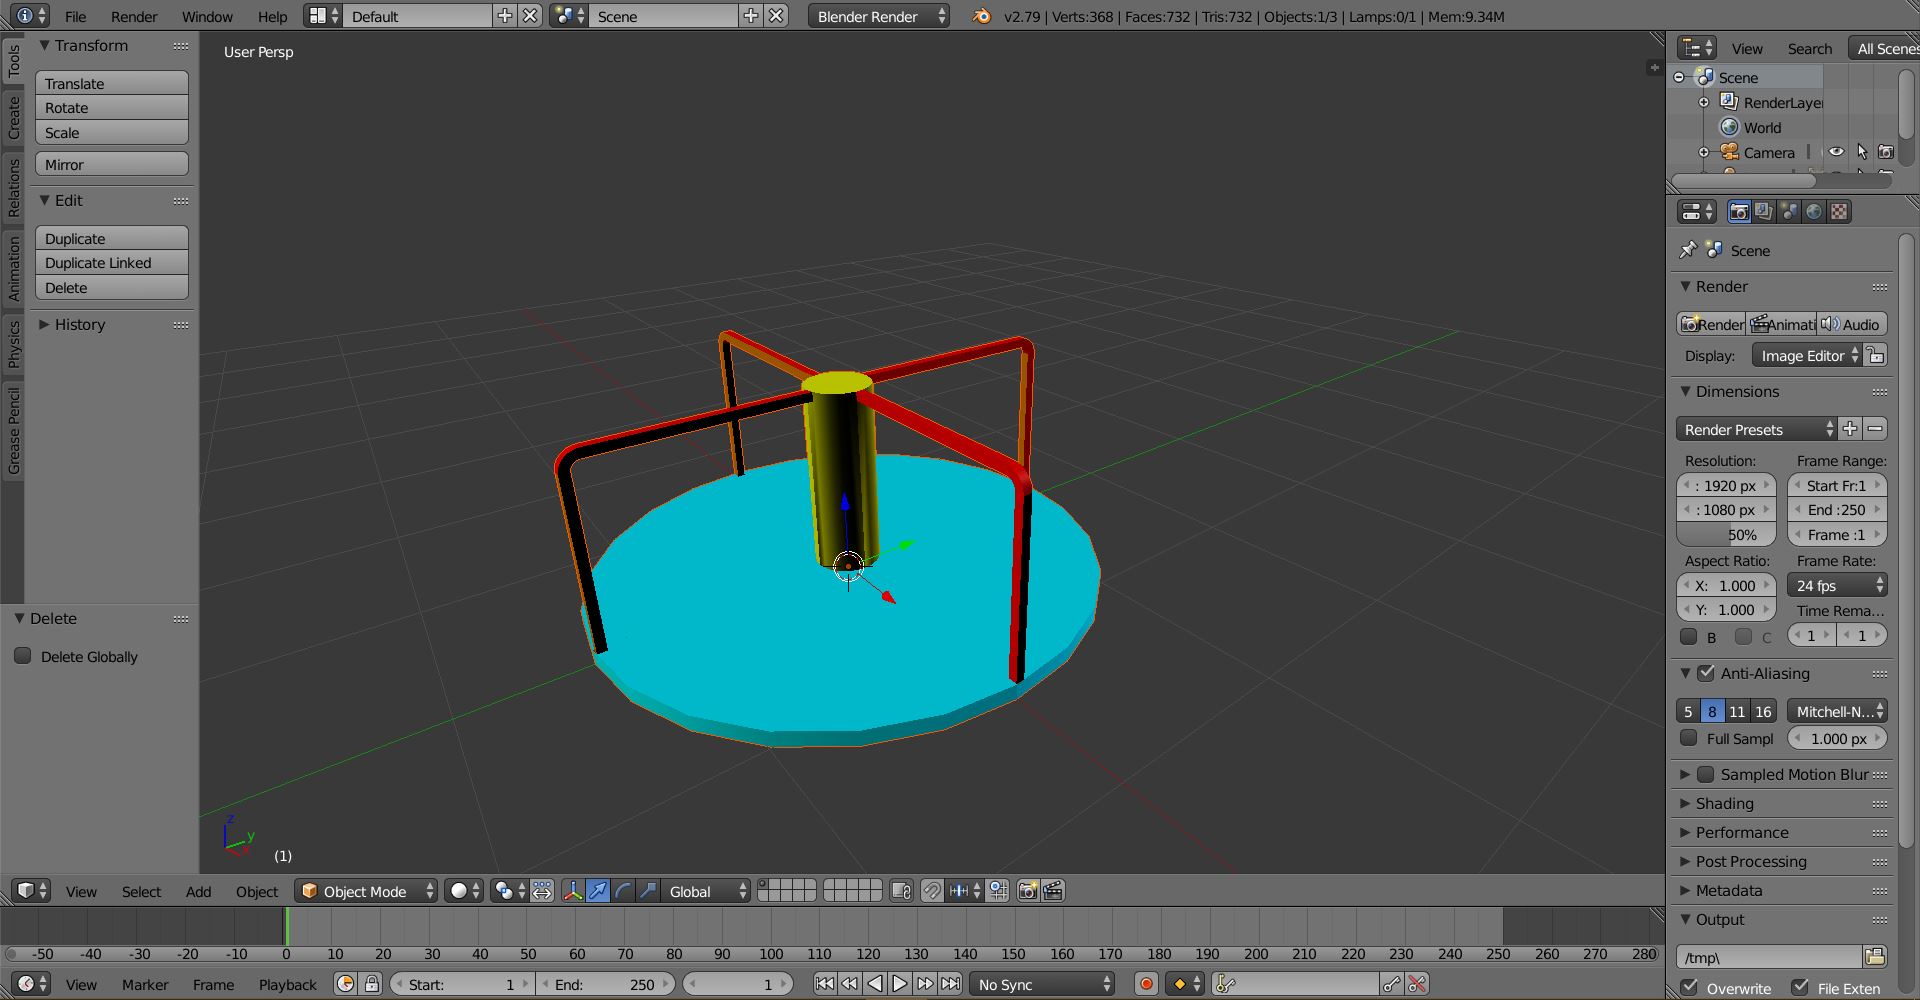 File Render Window Help Default Scene Blender Render v2.79 | Verts:368 | Faces:732 | Tris:732 | Objects:1/3 | Lamps:0/1 | Mem:9.34M
Tools
Create
Relations
Animation
Physics
Grease Pencil
Transform
Translate
Rotate
Scale
Mirror
Edit
Duplicate
Duplicate Linked
Delete
History
Delete
Delete Globally
User Persp
z
y
x
(1)
View Search All Scenes
Scene
RenderLayer
World
Camera
Scene
Render
Render Animati Audio
Display: Image Editor
Dimensions
Render Presets
Resolution: Frame Range:
: 1920 px Start Fr:1
: 1080 px End :250
50% Frame :1
Aspect Ratio: Frame Rate:
X: 1.000 24 fps
Y: 1.000 Time Rema...
B C 1 1
Anti-Aliasing
5 8 11 16 Mitchell-N...
Full Sampl 1.000 px
Sampled Motion Blur
Shading
Performance
Post Processing
Metadata
Output
/tmp\
Overwrite File Exten
View Select Add Object Object Mode Global
-50 -40 -30 -20 -10 0 10 20 30 40 50 60 70 80 90 100 110 120 130 140 150 160 170 180 190 200 210 220 230 240 250 260 270 280
View Marker Frame Playback Start: 1 End: 250 1 No Sync